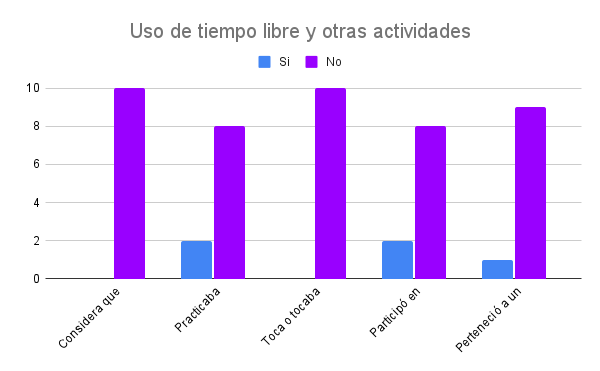 Uso de tiempo libre y otras actividades
Si No
10
8
6
4
2
0
Considera que
Practicaba
Toca o tocaba
Participó en
Perteneció a un